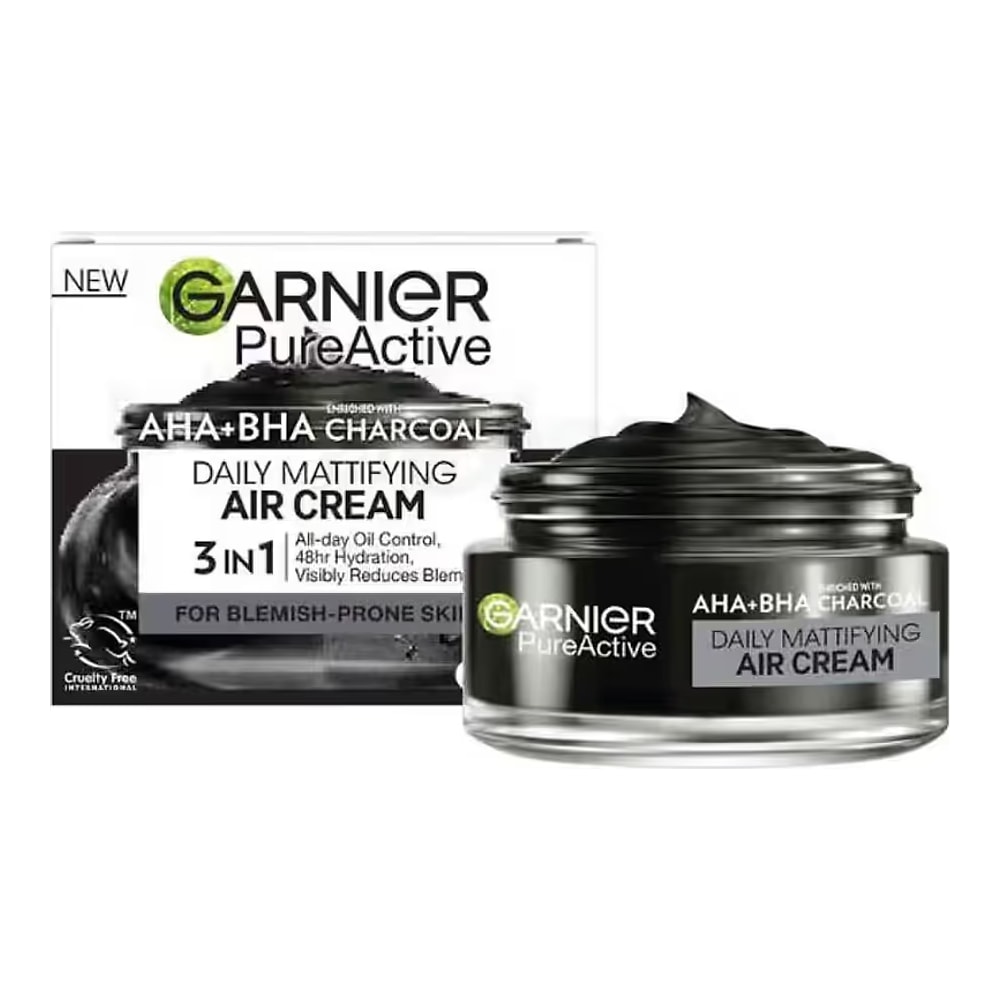 NEW
GARNIER
PureActive
ENRICHED WITH
AHA+BHA CHARCOAL
DAILY MATTIFYING
AIR CREAM
3 IN 1
All-day Oil Control,
48hr Hydration,
Visibly Reduces Blem
FOR BLEMISH-PRONE SKI
TM
Cruelty Free
INTERNATIONAL
GARNIER
PureActive
ENRICHED WITH
AHA+BHA CHARCOAL
DAILY MATTIFYING
AIR CREAM